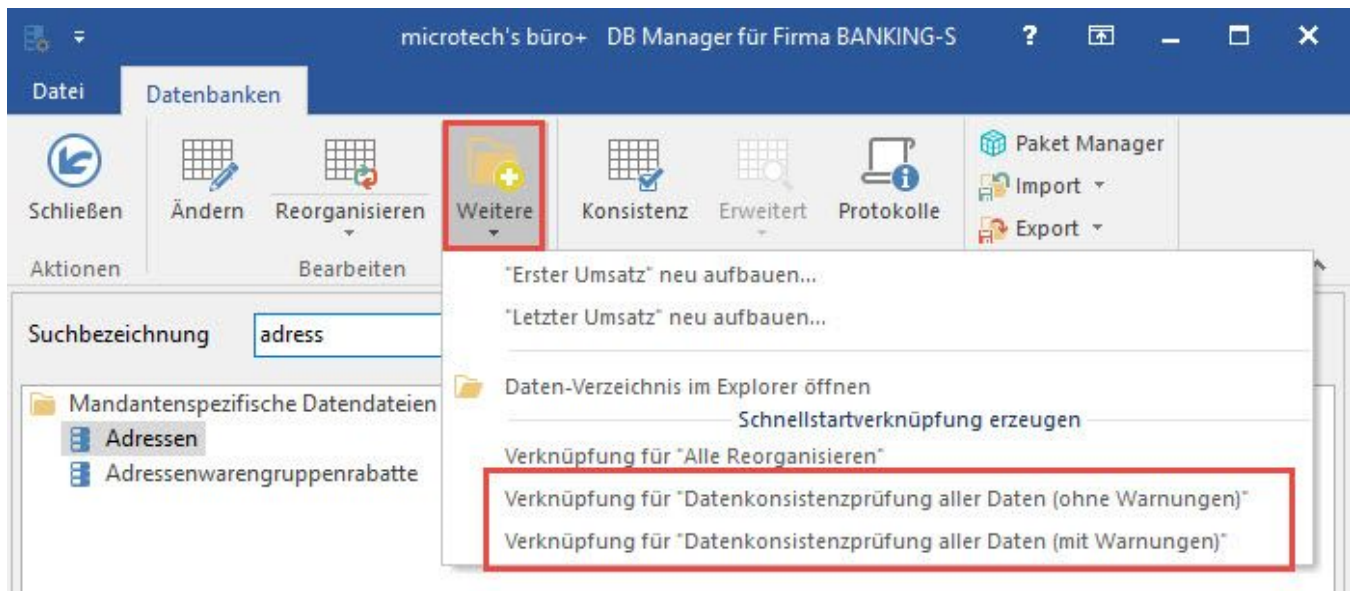 microtech's büro+ DB Manager für Firma BANKING-S
Datei Datenbanken
Schließen Ändern Reorganisieren Weitere Konsistenz Erweitert Protokolle
Paket Manager
Import
Export
Aktionen Bearbeiten
"Erster Umsatz" neu aufbauen...
"Letzter Umsatz" neu aufbauen...
Suchbezeichnung adress
Daten-Verzeichnis im Explorer öffnen
Mandantenspezifische Datendateien
Schnellstartverknüpfung erzeugen
Adressen
Verknüpfung für "Alle Reorganisieren"
Adressenwarengruppenrabatte
Verknüpfung für "Datenkonsistenzprüfung aller Daten (ohne Warnungen)"
Verknüpfung für "Datenkonsistenzprüfung aller Daten (mit Warnungen)"